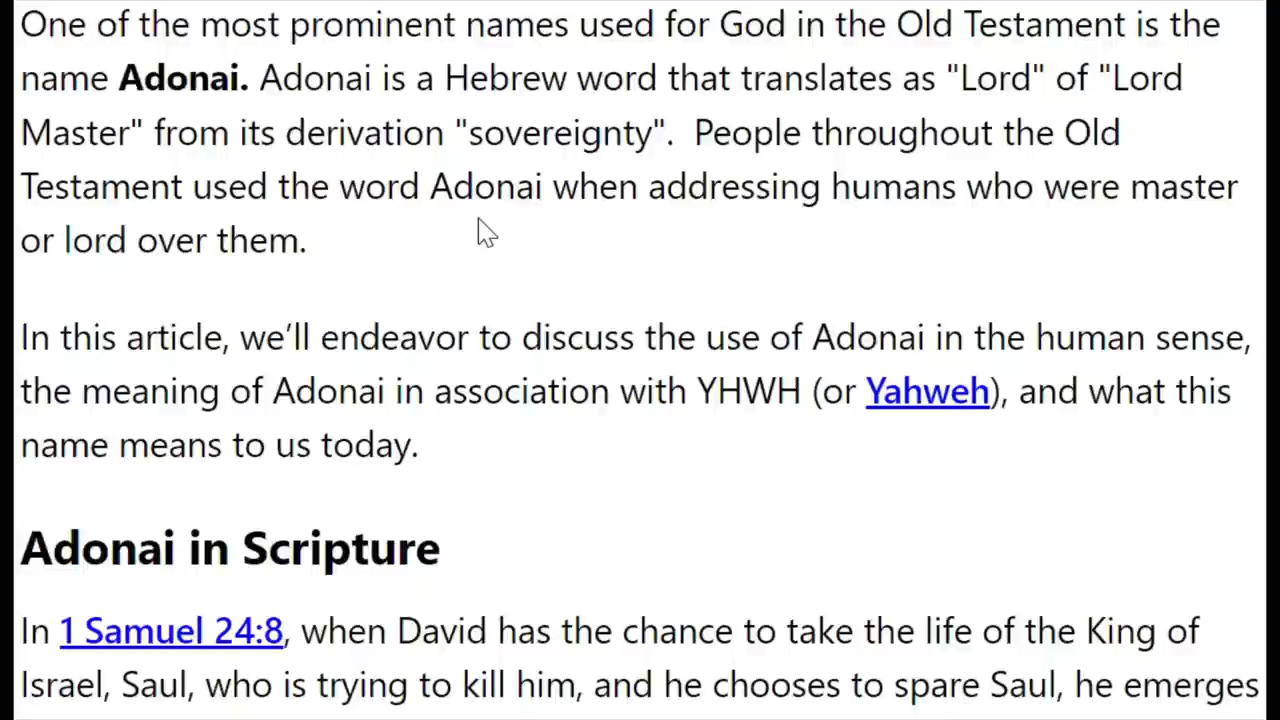 One of the most prominent names used for God in the Old Testament is the
name Adonai. Adonai is a Hebrew word that translates as "Lord" of "Lord
Master" from its derivation "sovereignty".  People throughout the Old
Testament used the word Adonai when addressing humans who were master
or lord over them.
In this article, we’ll endeavor to discuss the use of Adonai in the human sense,
the meaning of Adonai in association with YHWH (or Yahweh), and what this
name means to us today.
Adonai in Scripture
In 1 Samuel 24:8, when David has the chance to take the life of the King of
Israel, Saul, who is trying to kill him, and he chooses to spare Saul, he emerges